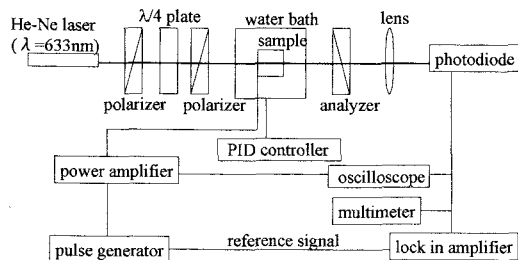 He-Ne laser
( λ =633nm)
λ/4 plate
water bath
sample
lens
polarizer
polarizer
analyzer
photodiode
PID controller
power amplifier
oscilloscope
multimeter
pulse generator
reference signal
lock in amplifier